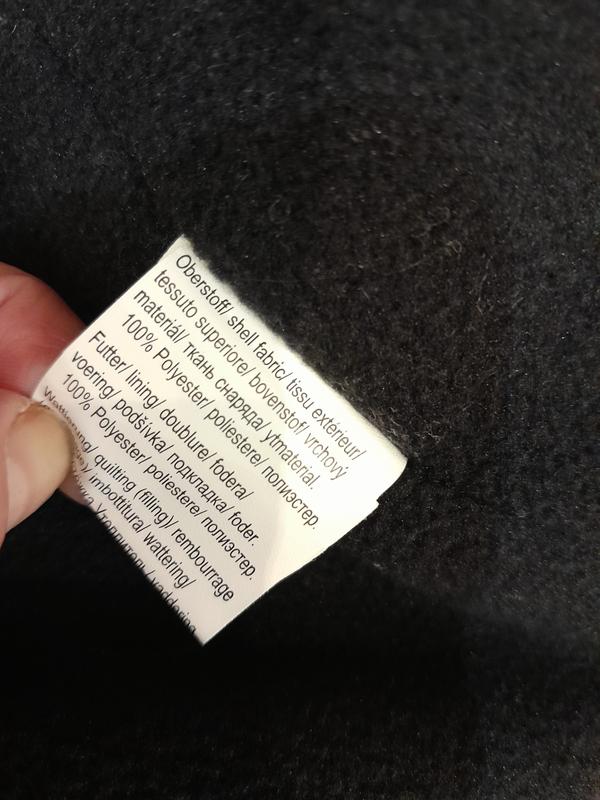 Oberstoff/ shell fabric/ tissu extérieur/
tessuto superiore/ bovenstof/ vrchový
materiál/ ткань снаряда/ ytmaterial.
100% Polyester/ poliestere/ полиэстер.
Futter/ lining/ doublure/ fodera/
voering/ podšívka/ подкладка/ foder.
100% Polyester/ poliestere/ полиэстер.
quilting (filling)/ rembourrage
imbottitura/ wattering/